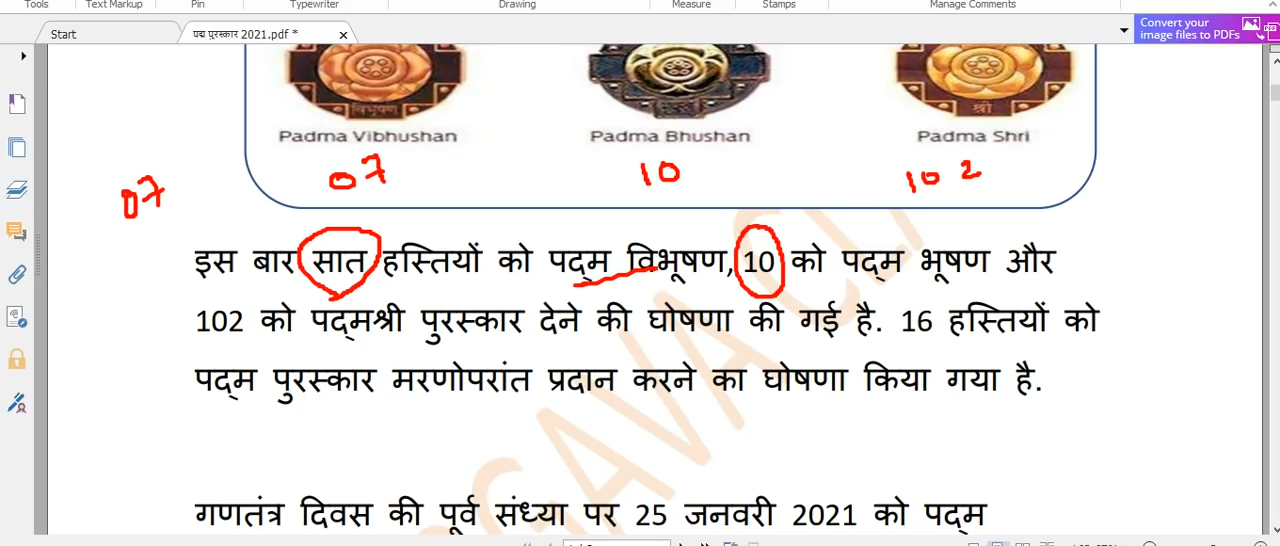 Tools Text Markup Pin Typewriter Drawing Measure Stamps Manage Comments
Start पद्म पुरस्कार 2021.pdf * Convert your
image files to PDFs
विभूषण श्री
Padma Vibhushan Padma Bhushan Padma Shri
07 10 102
07
इस बार सात हस्तियों को पद्‌म विभूषण, 10 को पद्‌म भूषण और
102 को पद्‌मश्री पुरस्कार देने की घोषणा की गई है. 16 हस्तियों को
पद्‌म पुरस्कार मरणोपरांत प्रदान करने का घोषणा किया गया है.
गणतंत्र दिवस की पूर्व संध्या पर 25 जनवरी 2021 को पद्‌म